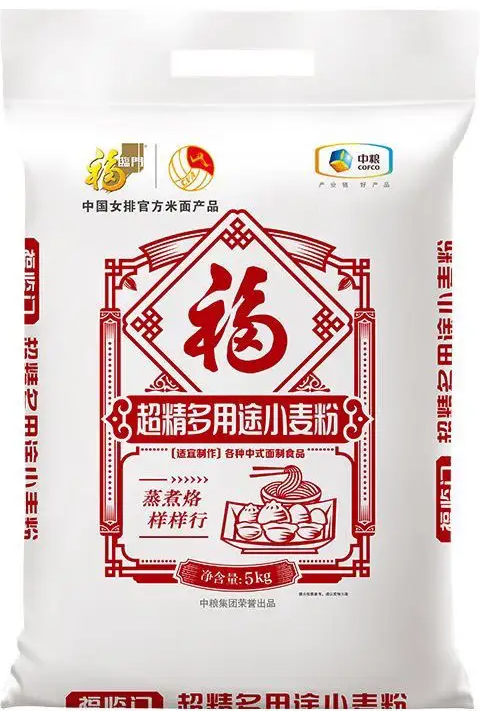 福臨門
中国女排官方米面产品
中粮
COFCO
产业链 好产品
福
超精多用途小麦粉
【适宜制作】各种中式面制食品
蒸煮烙
样样行
净含量:5kg
中粮集团荣誉出品
福临门 超精多用途小麦粉
福临门 超精多用途小麦粉
福临门 超精多用途小麦粉